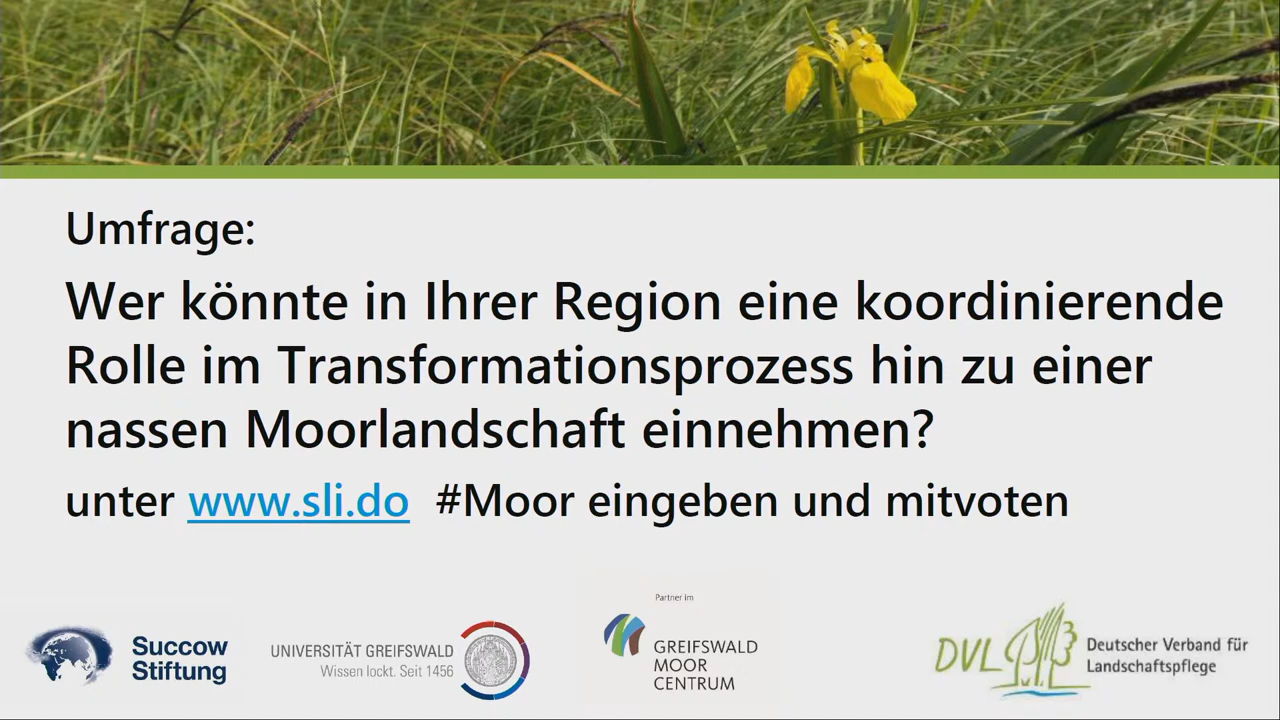 Umfrage:
Wer könnte in Ihrer Region eine koordinierende
Rolle im Transformationsprozess hin zu einer
nassen Moorlandschaft einnehmen?
unter www.sli.do #Moor eingeben und mitvoten
Succow
Stiftung
UNIVERSITÄT GREIFSWALD
Wissen lockt. Seit 1456
Partner im
GREIFSWALD
MOOR
CENTRUM
DVL
Deutscher Verband für
Landschaftspflege